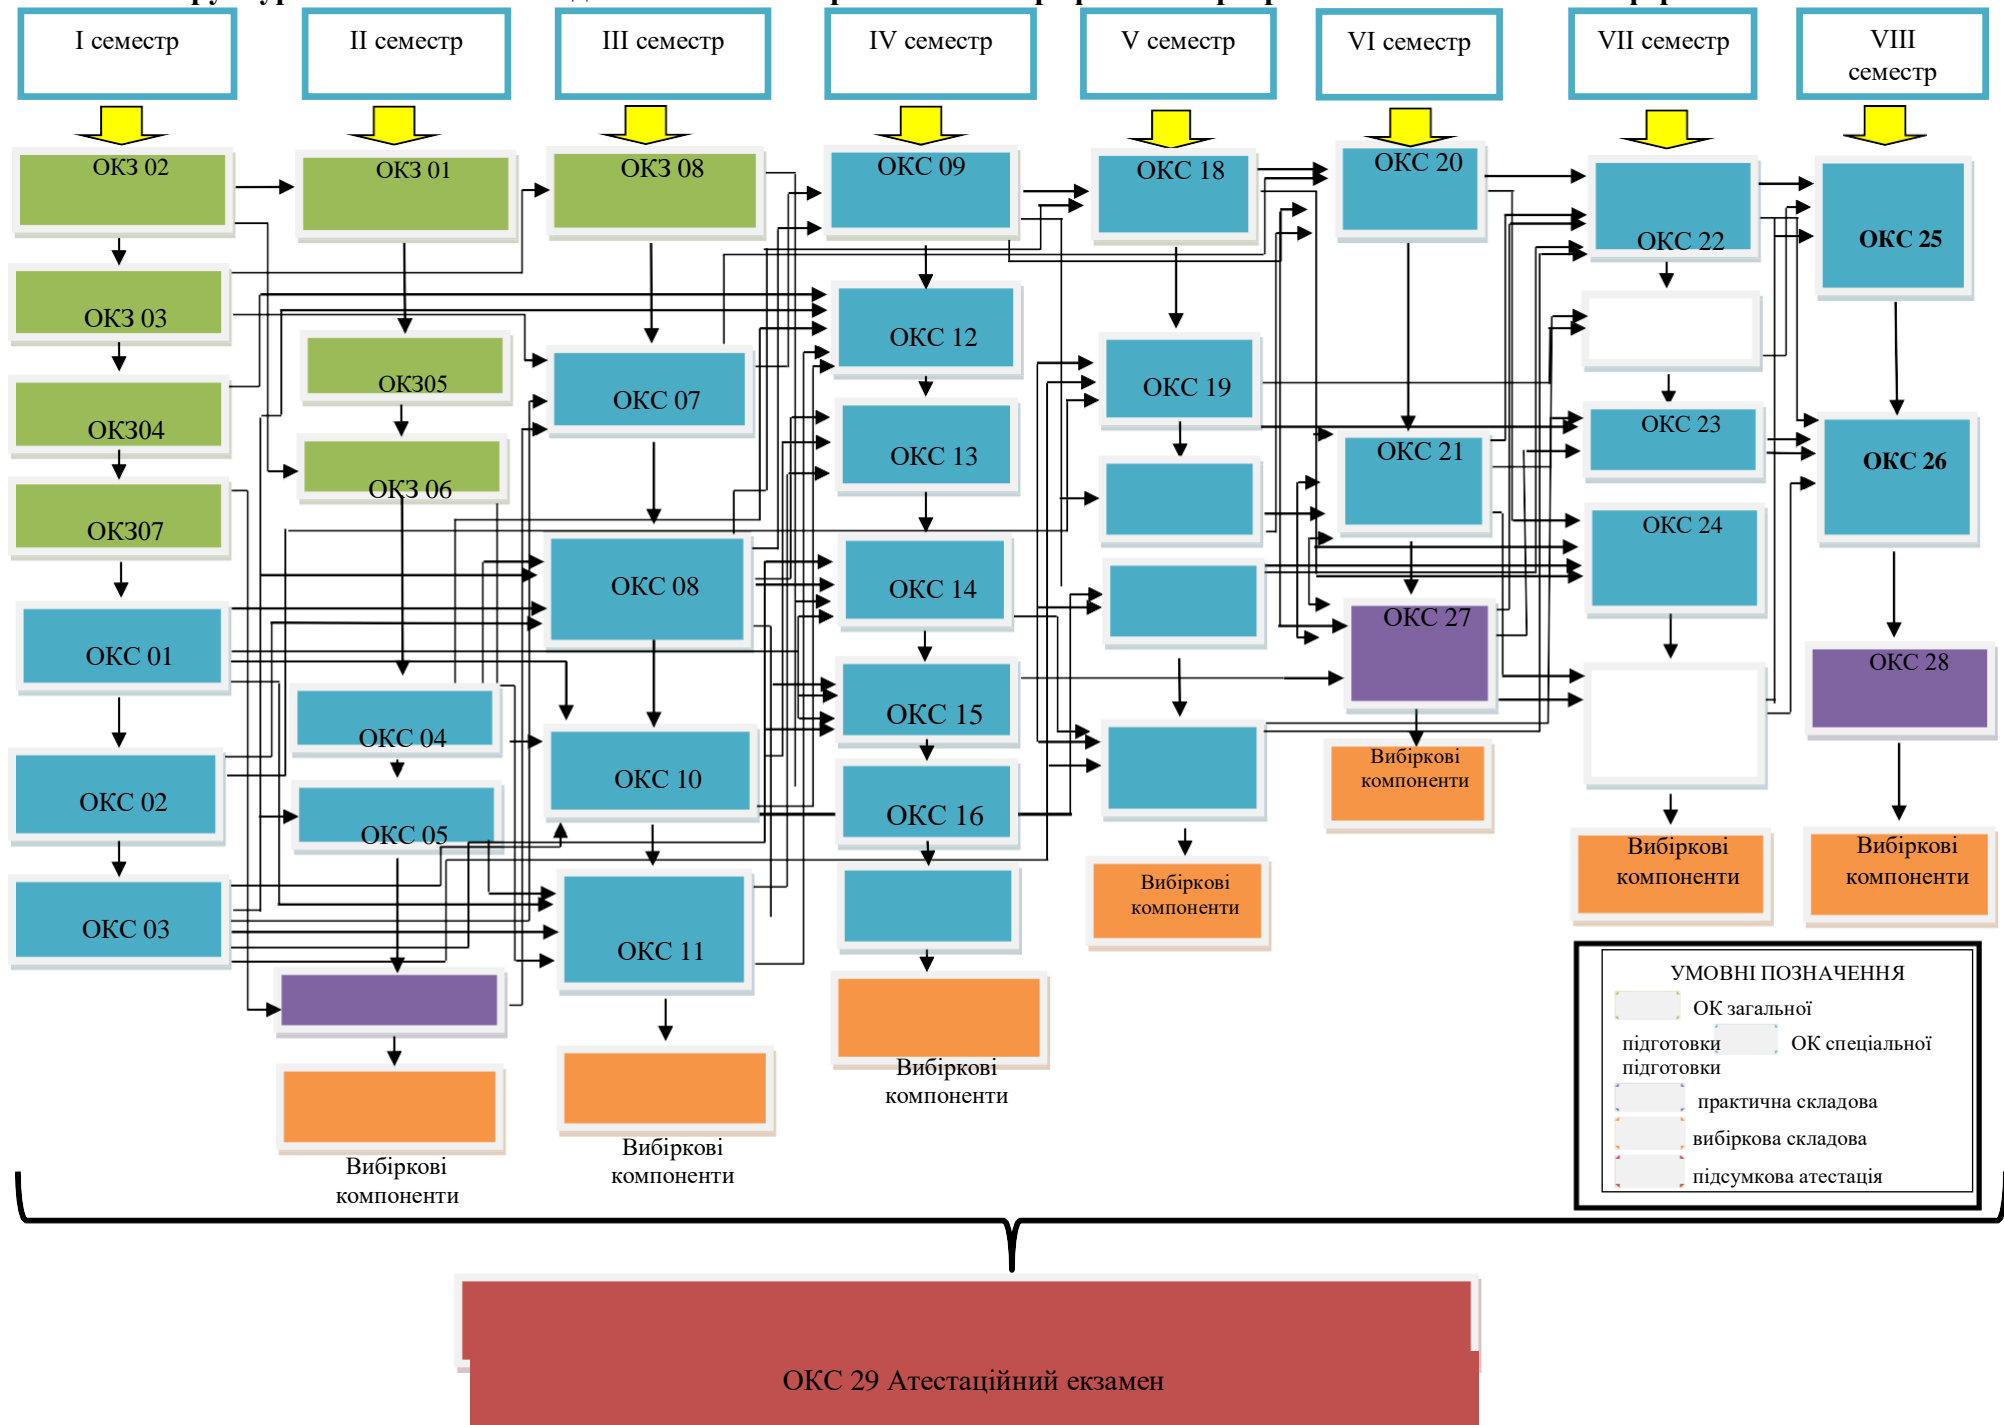 I семестр
II семестр
III семестр
IV семестр
V семестр
VI семестр
VII семестр
VIII
семестр
ОКЗ 02
ОКЗ 03
ОКЗ04
ОКЗ07
ОКС 01
ОКС 02
ОКС 03
ОКЗ 01
ОКЗ05
ОКЗ 06
ОКС 04
ОКС 05
Вибіркові
компоненти
ОКЗ 08
ОКС 07
ОКС 08
ОКС 10
ОКС 11
Вибіркові
компоненти
ОКС 09
ОКС 12
ОКС 13
ОКС 14
ОКС 15
ОКС 16
Вибіркові
компоненти
ОКС 18
ОКС 19
Вибіркові
компоненти
ОКС 20
ОКС 21
ОКС 27
Вибіркові
компоненти
ОКС 22
ОКС 23
ОКС 24
Вибіркові
компоненти
ОКС 25
ОКС 26
ОКС 28
Вибіркові
компоненти
УМОВНІ ПОЗНАЧЕННЯ
ОК загальної
підготовки ОК спеціальної
підготовки
практична складова
вибіркова складова
підсумкова атестація
ОКС 29 Атестаційний екзамен